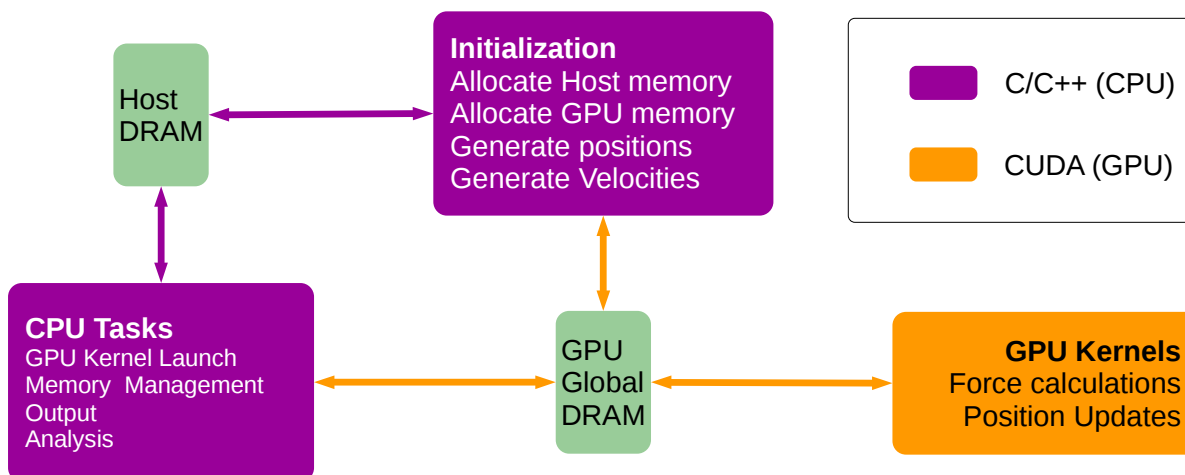 Initialization
Allocate Host memory
Allocate GPU memory
Generate positions
Generate Velocities
Host
DRAM
C/C++ (CPU)
CUDA (GPU)
CPU Tasks
GPU Kernel Launch
Memory Management
Output
Analysis
GPU
Global
DRAM
GPU Kernels
Force calculations
Position Updates